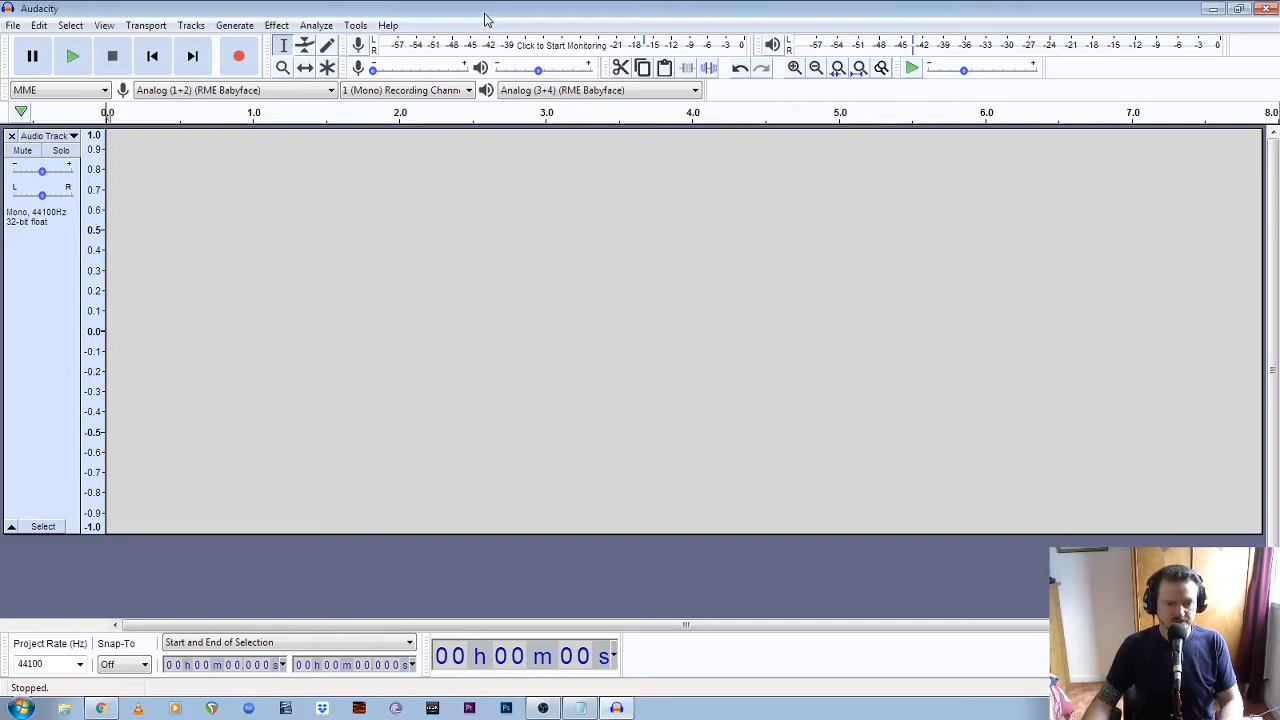 Audacity
File Edit Select View Transport Tracks Generate Effect Analyze Tools Help
L R -57 -54 -51 -48 -45 -42 -39 Click to Start Monitoring -21 -18 -15 -12 -9 -6 -3 0
L R -57 -54 -51 -48 -45 -42 -39 -36 -33 -30 -27 -24 -21 -18 -15 -12 -9 -6 -3 0
- + - + - +
MME Analog (1+2) (RME Babyface) 1 (Mono) Recording Chann Analog (3+4) (RME Babyface)
0.0 1.0 2.0 3.0 4.0 5.0 6.0 7.0 8.0
Audio Track
Mute Solo
- +
L R
Mono, 44100Hz
32-bit float
1.0
0.9
0.8
0.7
0.6
0.5
0.4
0.3
0.2
0.1
0.0
-0.1
-0.2
-0.3
-0.4
-0.5
-0.6
-0.7
-0.8
-0.9
-1.0
Select
Project Rate (Hz) Snap-To Start and End of Selection
44100 Off 00 h 00 m 00.000 s 00 h 00 m 00.000 s
00 h 00 m 00 s
Stopped.
Pr Ps